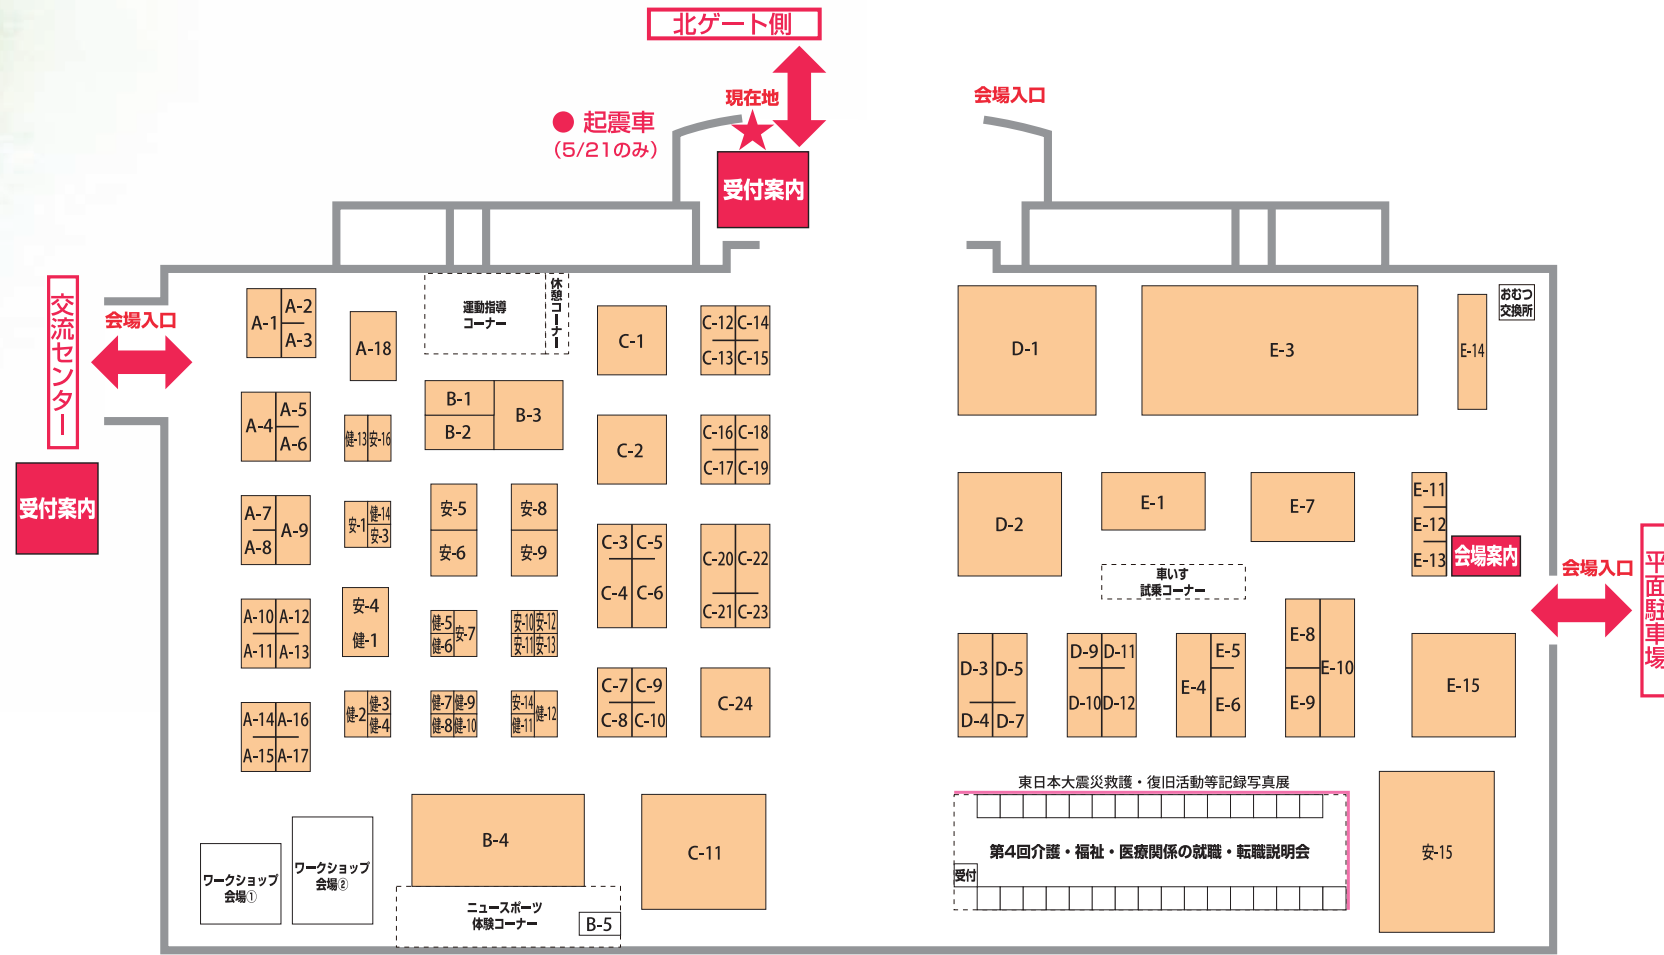 北ゲート側
現在地
会場入口
● 起震車
(5/21のみ)
受付案内
交流センター
会場入口
受付案内
運動指導
コーナー
休憩コーナー
おむつ
交換所
A-1
A-2
A-3
A-18
C-1
C-12
C-14
C-13
C-15
D-1
E-3
E-14
A-4
A-5
A-6
健-13
安-16
B-1
B-2
B-3
C-2
C-16
C-18
C-17
C-19
A-7
A-8
A-9
安-1
健-14
安-3
安-5
安-6
安-8
安-9
C-3
C-5
C-4
C-6
C-20
C-22
C-21
C-23
D-2
E-1
E-7
E-11
E-12
E-13
会場案内
会場入口
平面駐車場
車いす
試乗コーナー
A-10
A-12
A-11
A-13
安-4
健-1
健-5
健-6
安-7
安-10
安-12
安-11
安-13
C-7
C-9
C-8
C-10
C-24
D-3
D-5
D-4
D-7
D-9
D-11
D-10
D-12
E-4
E-5
E-6
E-8
E-9
E-10
E-15
A-14
A-16
A-15
A-17
健-2
健-3
健-4
健-7
健-9
健-8
健-10
安-14
健-11
健-12
東日本大震災救護・復旧活動等記録写真展
第4回介護・福祉・医療関係の就職・転職説明会
受付
安-15
B-4
C-11
ワークショップ
会場①
ワークショップ
会場②
ニュースポーツ
体験コーナー
B-5